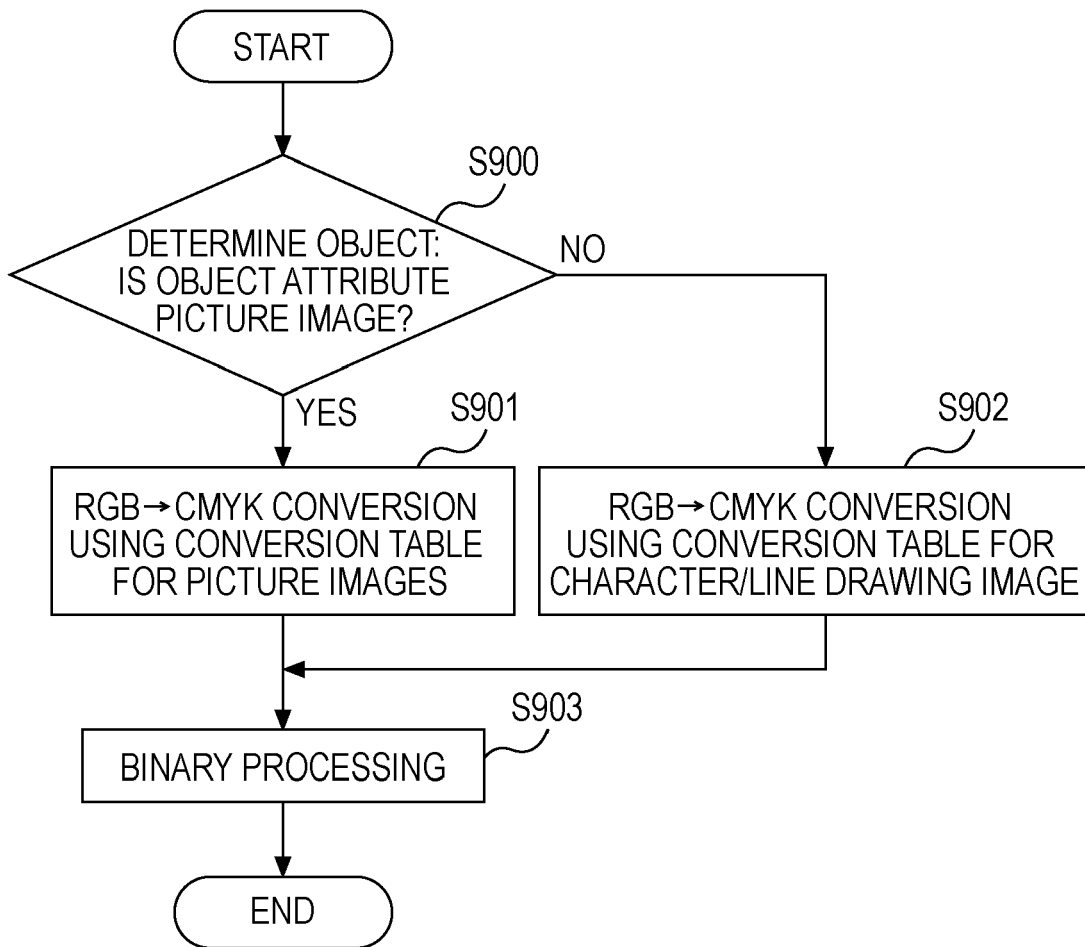 START
S900
DETERMINE OBJECT:
IS OBJECT ATTRIBUTE
PICTURE IMAGE?
NO
YES
S901
RGB→CMYK CONVERSION
USING CONVERSION TABLE
FOR PICTURE IMAGES
S902
RGB→CMYK CONVERSION
USING CONVERSION TABLE FOR
CHARACTER/LINE DRAWING IMAGE
S903
BINARY PROCESSING
END